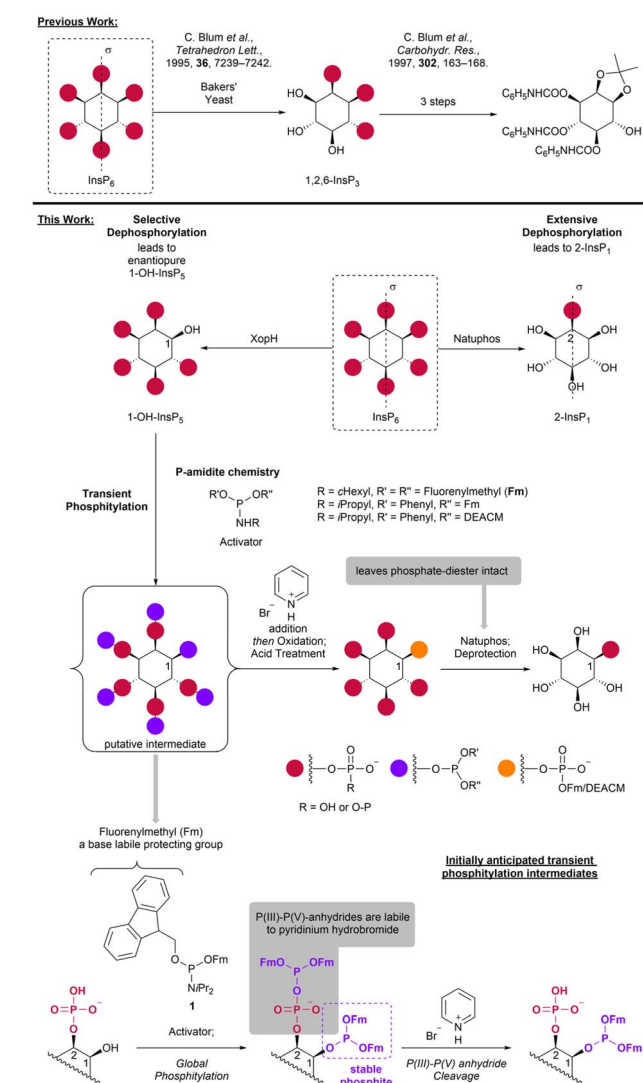 Previous Work:
σ
C. Blum et al.,
Tetrahedron Lett.,
1995, 36, 7239–7242.
C. Blum et al.,
Carbohydr. Res.,
1997, 302, 163–168.
Bakers'
Yeast
3 steps
HO
HO
OH
C₆H₅NHCOO
C₆H₅NHCOO
C₆H₅NHCOO
O
O
OH
InsP₆
1,2,6-InsP₃
This Work:
Selective
Dephosphorylation
leads to
enantiopure
1-OH-InsP₅
Extensive
Dephosphorylation
leads to 2-InsP₁
σ
σ
OH
1
XopH
Natuphos
2
HO
OH
HO
OH
OH
1-OH-InsP₅
InsP₆
2-InsP₁
Transient
Phosphitylation
P-amidite chemistry
R'O
OR"
P
NHR
Activator
R = cHexyl, R' = R" = Fluorenylmethyl (Fm)
R = iPropyl, R' = Phenyl, R" = Fm
R = iPropyl, R' = Phenyl, R" = DEACM
leaves phosphate-diester intact
Br⁻
N⁺
H
addition
then Oxidation;
Acid Treatment
1
1
Natuphos;
Deprotection
OH
HO
1
HO
OH
OH
putative intermediate
O
O–P–O⁻
R
OR'
O–P
OR"
O
O–P–O⁻
OFm/DEACM
R = OH or O-P
Fluorenylmethyl (Fm)
a base labile protecting group
Initially anticipated transient
phosphitylation intermediates
P(III)-P(V)-anhydrides are labile
to pyridinium hydrobromide
O
OFm
P
NiPr₂
1
OH
O=P–O⁻
O
OH
2
1
Activator;
Global
Phosphitylation
FmO
OFm
P
O
O=P–O⁻
O
OFm
O
P
OFm
2
1
stable
phosphite
Br⁻
N⁺
H
P(III)-P(V) anhydride
Cleavage
OH
O=P–O⁻
O
OFm
O
P
OFm
2
1